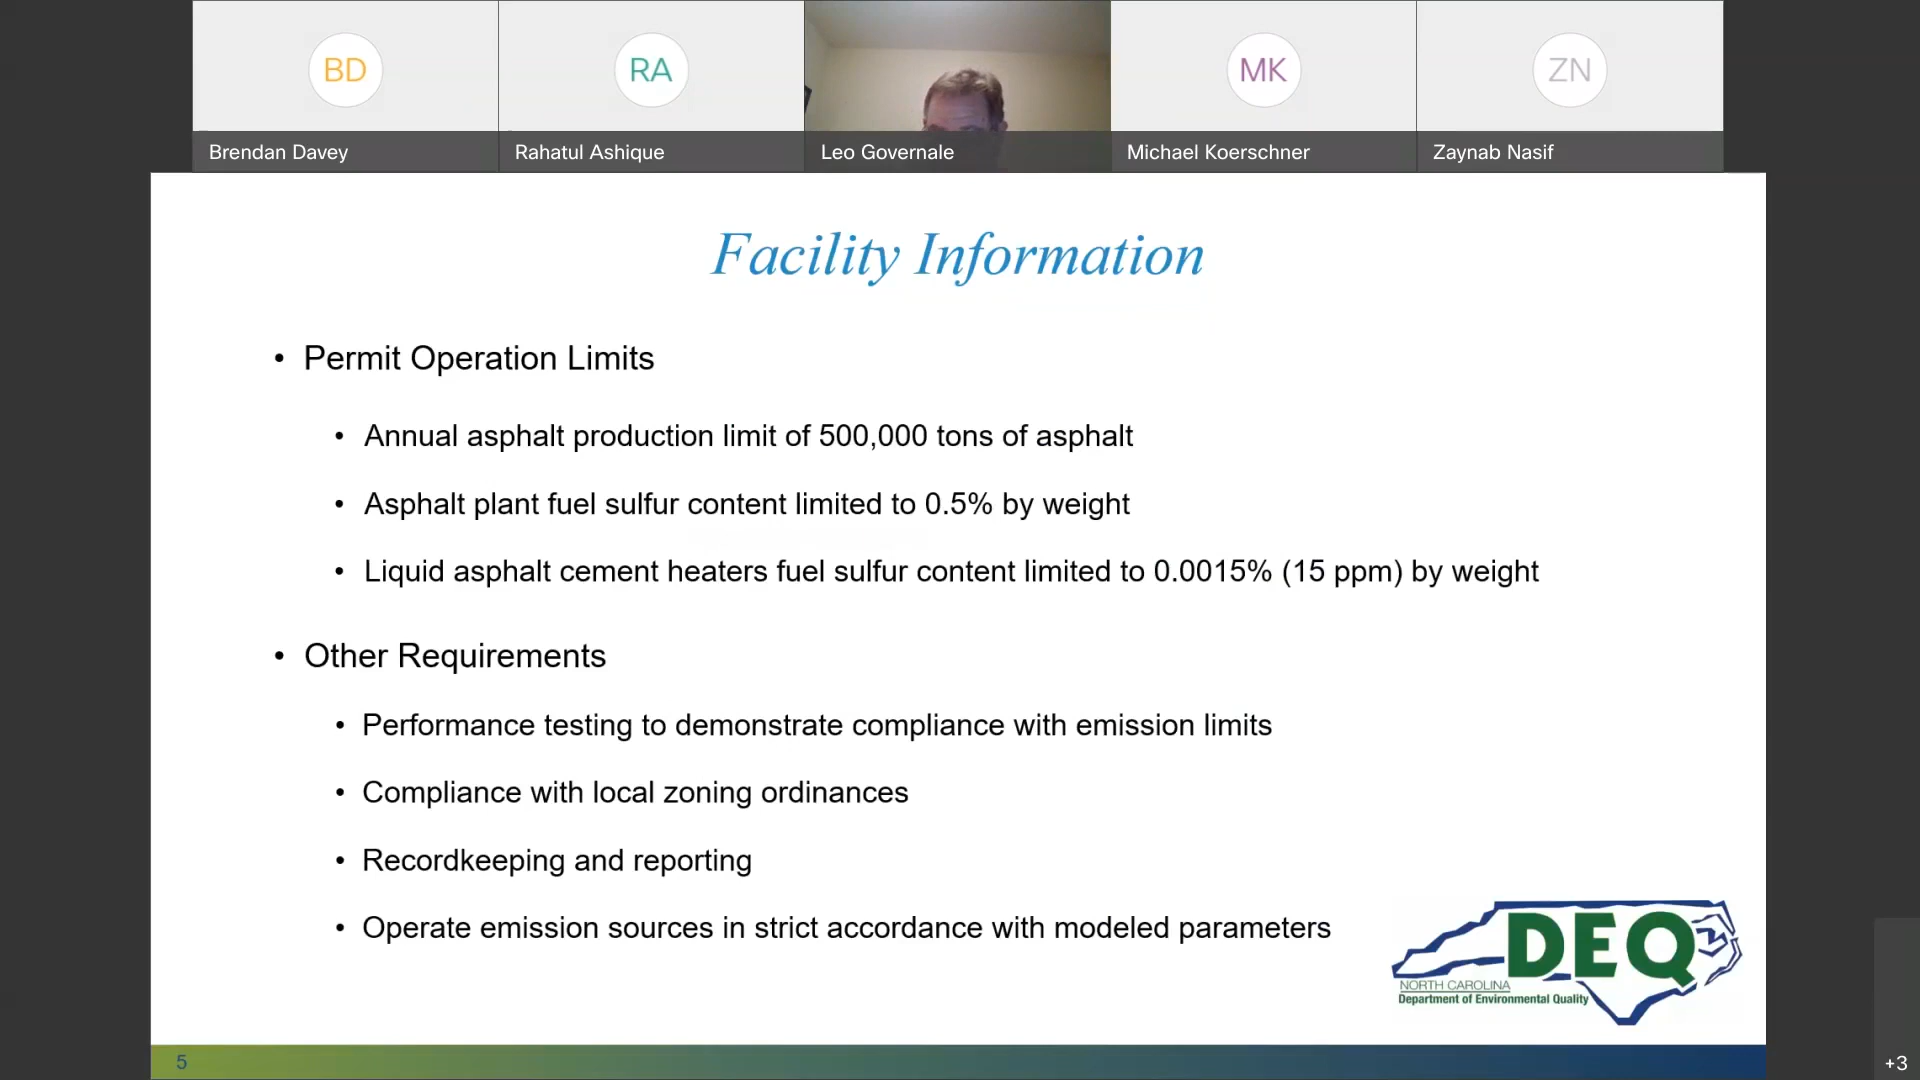 BD
RA
MK
ZN
Brendan Davey
Rahatul Ashique
Leo Governale
Michael Koerschner
Zaynab Nasif
Facility Information
• Permit Operation Limits
• Annual asphalt production limit of 500,000 tons of asphalt
• Asphalt plant fuel sulfur content limited to 0.5% by weight
• Liquid asphalt cement heaters fuel sulfur content limited to 0.0015% (15 ppm) by weight
• Other Requirements
• Performance testing to demonstrate compliance with emission limits
• Compliance with local zoning ordinances
• Recordkeeping and reporting
• Operate emission sources in strict accordance with modeled parameters
DEQ
NORTH CAROLINA
Department of Environmental Quality
5
+3